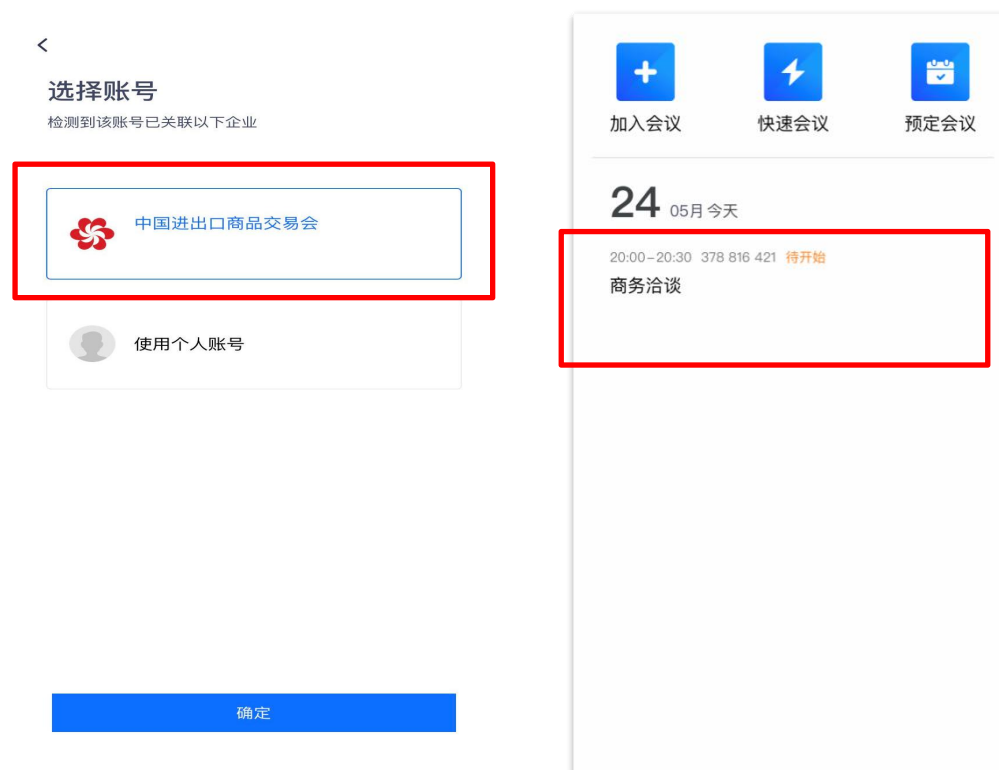 选择账号
检测到该账号已关联以下企业
中国进出口商品交易会
使用个人账号
确定
加入会议 快速会议 预定会议
24 05月 今天
20:00-20:30 378 816 421 待开始
商务洽谈